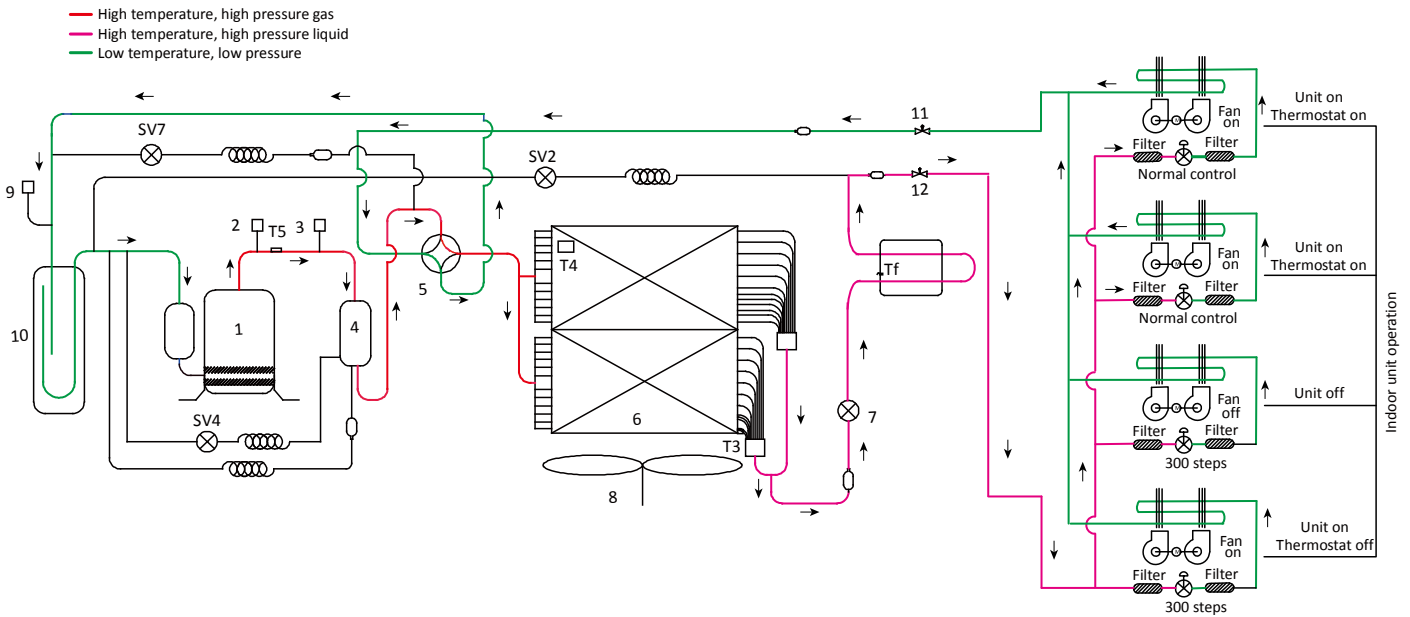 High temperature, high pressure gas
High temperature, high pressure liquid
Low temperature, low pressure
SV7
SV2
11
12
9
2
T5
3
T4
5
10
1
4
Tf
SV4
6
7
T3
8
Fan
on
Unit on
Thermostat on
Filter
Filter
Normal control
Fan
on
Unit on
Thermostat on
Filter
Filter
Normal control
Fan
off
Unit off
Filter
Filter
300 steps
Fan
on
Unit on
Thermostat off
Filter
Filter
300 steps
Indoor unit operation